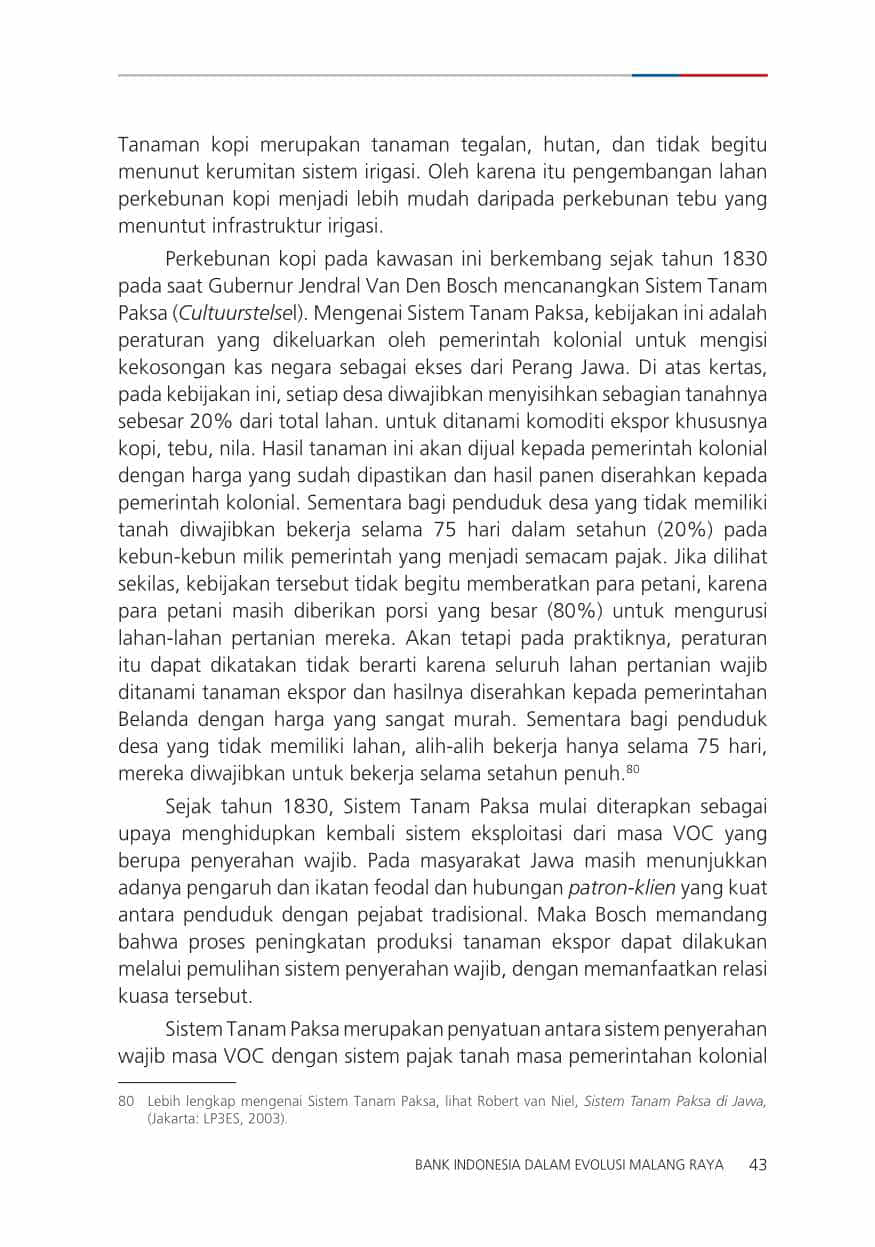 Tanaman kopi merupakan tanaman tegalan, hutan, dan tidak begitu
menunut kerumitan sistem irigasi. Oleh karena itu pengembangan lahan
perkebunan kopi menjadi lebih mudah daripada perkebunan tebu yang
menuntut infrastruktur irigasi.
Perkebunan kopi pada kawasan ini berkembang sejak tahun 1830
pada saat Gubernur Jendral Van Den Bosch mencanangkan Sistem Tanam
Paksa (Cultuurstelsel). Mengenai Sistem Tanam Paksa, kebijakan ini adalah
peraturan yang dikeluarkan oleh pemerintah kolonial untuk mengisi
kekosongan kas negara sebagai ekses dari Perang Jawa. Di atas kertas,
pada kebijakan ini, setiap desa diwajibkan menyisihkan sebagian tanahnya
sebesar 20% dari total lahan. untuk ditanami komoditi ekspor khususnya
kopi, tebu, nila. Hasil tanaman ini akan dijual kepada pemerintah kolonial
dengan harga yang sudah dipastikan dan hasil panen diserahkan kepada
pemerintah kolonial. Sementara bagi penduduk desa yang tidak memiliki
tanah diwajibkan bekerja selama 75 hari dalam setahun (20%) pada
kebun-kebun milik pemerintah yang menjadi semacam pajak. Jika dilihat
sekilas, kebijakan tersebut tidak begitu memberatkan para petani, karena
para petani masih diberikan porsi yang besar (80%) untuk mengurusi
lahan-lahan pertanian mereka. Akan tetapi pada praktiknya, peraturan
itu dapat dikatakan tidak berarti karena seluruh lahan pertanian wajib
ditanami tanaman ekspor dan hasilnya diserahkan kepada pemerintahan
Belanda dengan harga yang sangat murah. Sementara bagi penduduk
desa yang tidak memiliki lahan, alih-alih bekerja hanya selama 75 hari,
mereka diwajibkan untuk bekerja selama setahun penuh.80
Sejak tahun 1830, Sistem Tanam Paksa mulai diterapkan sebagai
upaya menghidupkan kembali sistem eksploitasi dari masa VOC yang
berupa penyerahan wajib. Pada masyarakat Jawa masih menunjukkan
adanya pengaruh dan ikatan feodal dan hubungan patron-klien yang kuat
antara penduduk dengan pejabat tradisional. Maka Bosch memandang
bahwa proses peningkatan produksi tanaman ekspor dapat dilakukan
melalui pemulihan sistem penyerahan wajib, dengan memanfaatkan relasi
kuasa tersebut.
Sistem Tanam Paksa merupakan penyatuan antara sistem penyerahan
wajib masa VOC dengan sistem pajak tanah masa pemerintahan kolonial
80 Lebih lengkap mengenai Sistem Tanam Paksa, lihat Robert van Niel, Sistem Tanam Paksa di Jawa,
(Jakarta: LP3ES, 2003).
BANK INDONESIA DALAM EVOLUSI MALANG RAYA 43